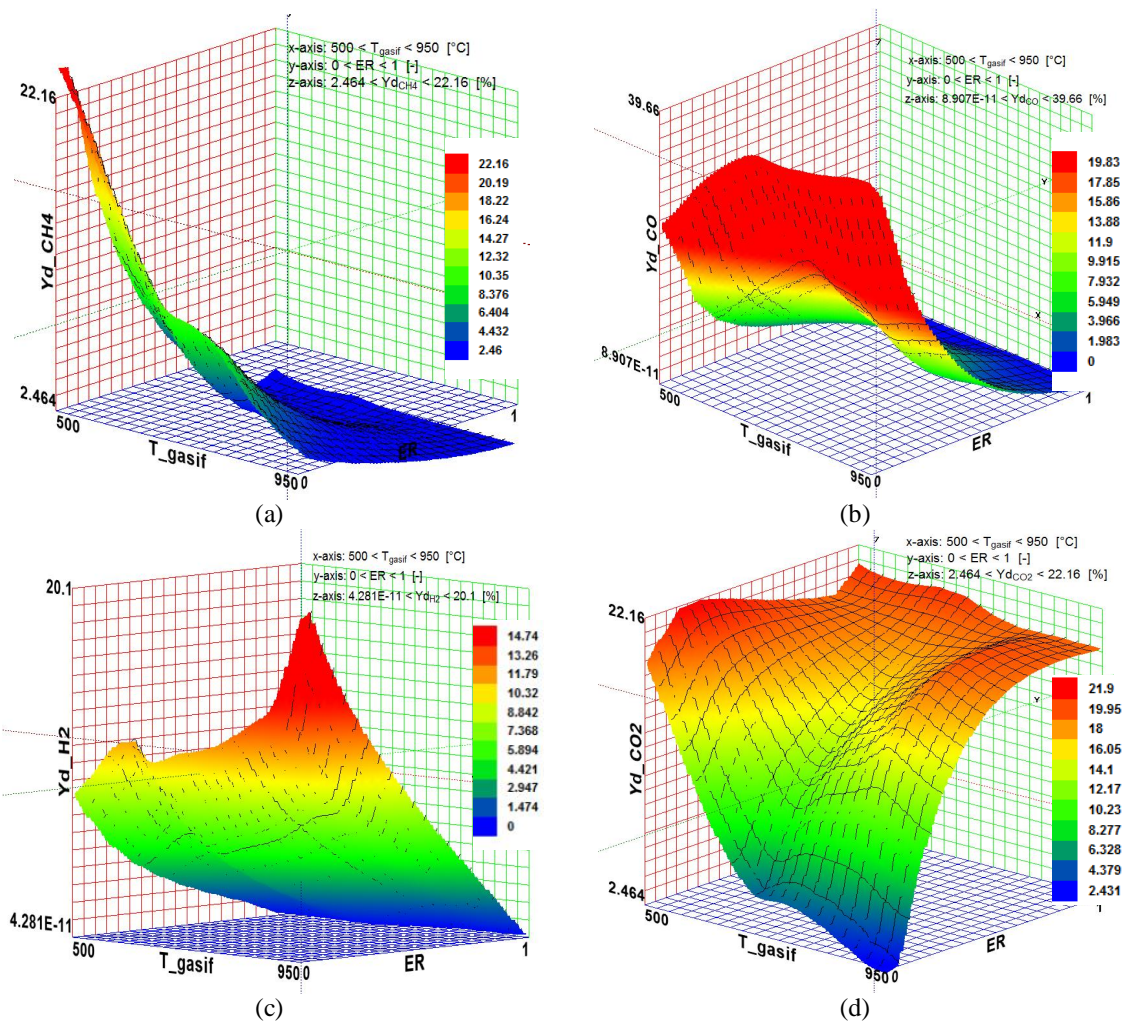 x-axis: 500 < T_gasif < 950 [°C]
y-axis: 0 < ER < 1 [-]
z-axis: 2.464 < Yd_CH4 < 22.16 [%]
22.16
Yd_CH4
2.464
500
T_gasif
950
0
ER
1
22.16
20.19
18.22
16.24
14.27
12.32
10.35
8.376
6.404
4.432
2.46
(a)
z
x-axis: 500 < T_gasif < 950 [°C]
y-axis: 0 < ER < 1 [-]
z-axis: 8.907E-11 < Yd_CO < 39.66 [%]
39.66
Yd_CO
8.907E-11
500
T_gasif
950
0
ER
1
Y
X
19.83
17.85
15.86
13.88
11.9
9.915
7.932
5.949
3.966
1.983
0
(b)
x-axis: 500 < T_gasif < 950 [°C]
y-axis: 0 < ER < 1 [-]
z-axis: 4.281E-11 < Yd_H2 < 20.1 [%]
20.1
Yd_H2
4.281E-11
500
T_gasif
950
0
ER
1
14.74
13.26
11.79
10.32
8.842
7.368
5.894
4.421
2.947
1.474
0
(c)
z
x-axis: 500 < T_gasif < 950 [°C]
y-axis: 0 < ER < 1 [-]
z-axis: 2.464 < Yd_CO2 < 22.16 [%]
22.16
Yd_CO2
2.464
500
T_gasif
950
0
ER
1
Y
21.9
19.95
18
16.05
14.1
12.17
10.23
8.277
6.328
4.379
2.431
(d)